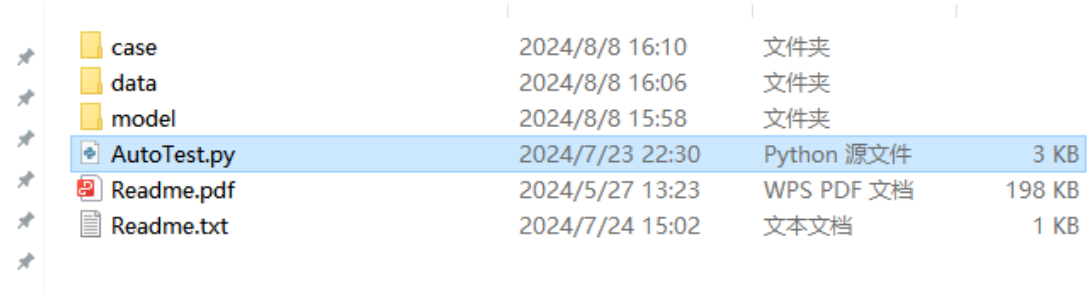 case 2024/8/8 16:10 文件夹
data 2024/8/8 16:06 文件夹
model 2024/8/8 15:58 文件夹
AutoTest.py 2024/7/23 22:30 Python 源文件 3 KB
Readme.pdf 2024/5/27 13:23 WPS PDF 文档 198 KB
Readme.txt 2024/7/24 15:02 文本文档 1 KB